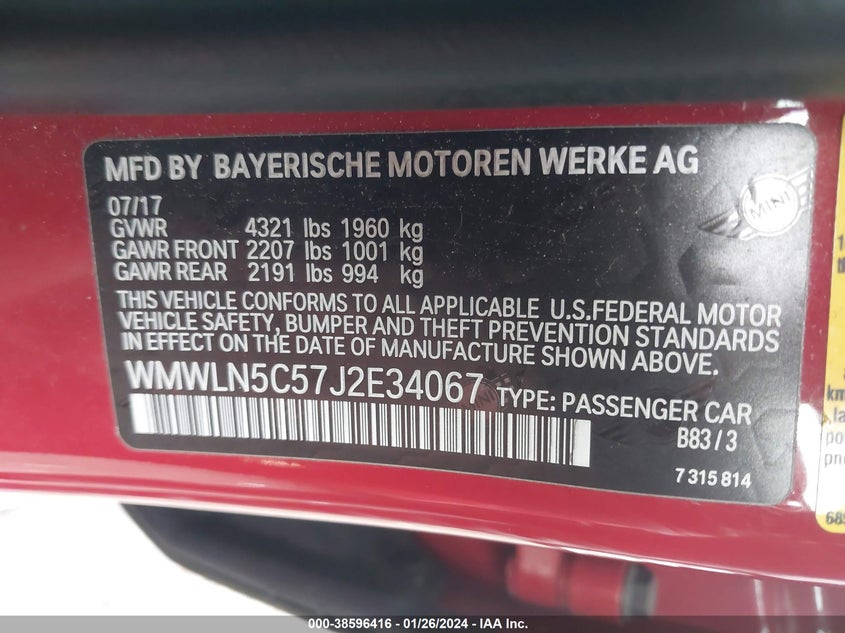 MFD BY BAYERISCHE MOTOREN WERKE AG
MINI
07/17
GVWR 4321 lbs 1960 kg
GAWR FRONT 2207 lbs 1001 kg
GAWR REAR 2191 lbs 994 kg
THIS VEHICLE CONFORMS TO ALL APPLICABLE U.S.FEDERAL MOTOR
VEHICLE SAFETY, BUMPER AND THEFT PREVENTION STANDARDS
IN EFFECT ON THE DATE OF MANUFACTURE SHOWN ABOVE.
WMWLN5C57J2E34067 TYPE: PASSENGER CAR
B83/3
7 315 814
000-38596416 - 01/26/2024 - IAA Inc.